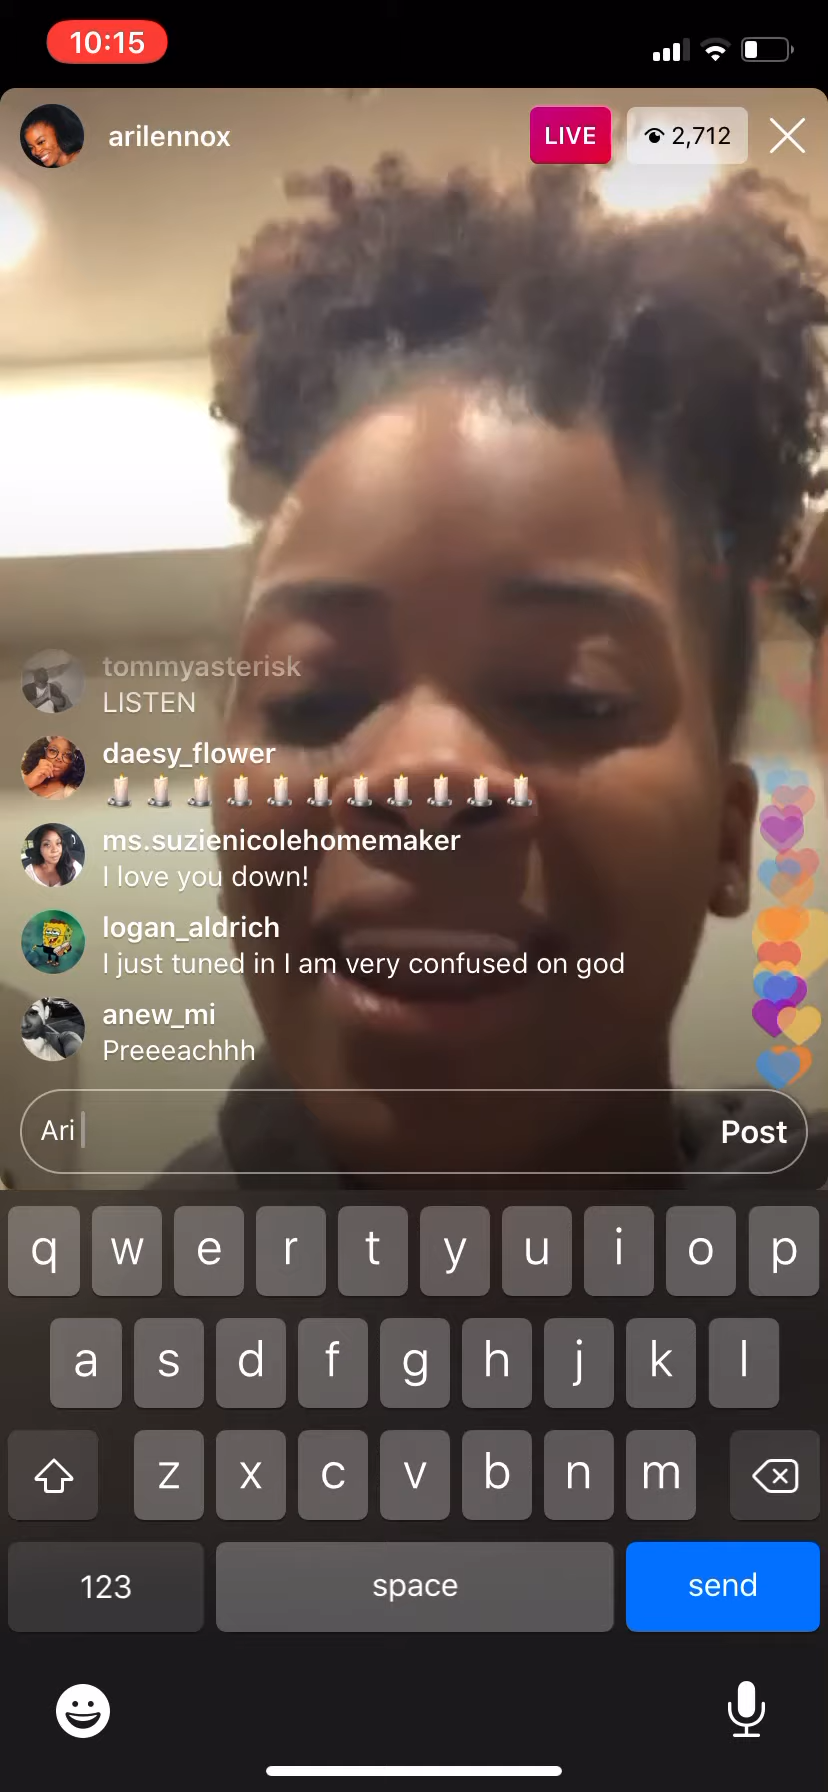 10:15
arilennox
LIVE
2,712
tommyasterisk
LISTEN
daesy_flower
🕯🕯🕯🕯🕯🕯🕯🕯🕯🕯🕯
ms.suzienicolehomemaker
I love you down!
logan_aldrich
I just tuned in I am very confused on god
anew_mi
Preeeachhh
Ari
Post
q w e r t y u i o p
a s d f g h j k l
z x c v b n m
123 space send